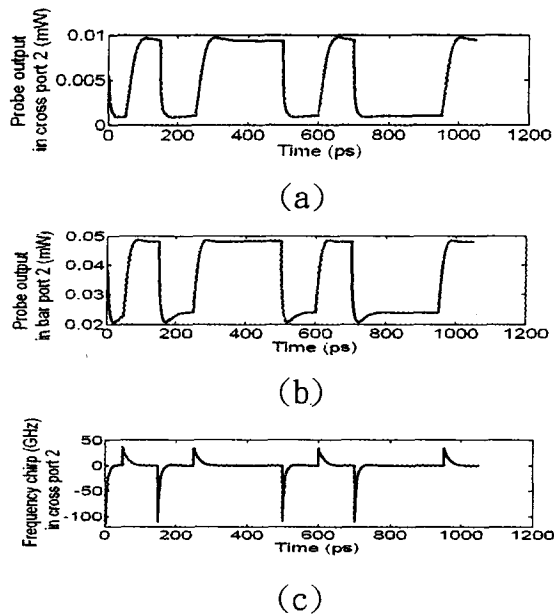 Probe output
in cross port 2 (mW)
0.01
0.005
0
0 200 400 600 800 1000 1200
Time (ps)
(a)
Probe output
in bar port 2 (mW)
0.05
0.04
0.03
0.02
0 200 400 600 800 1000 1200
Time (ps)
(b)
Frequency chirp (GHz)
in cross port 2
50
0
-50
-100
0 200 400 600 800 1000 1200
Time (ps)
(c)